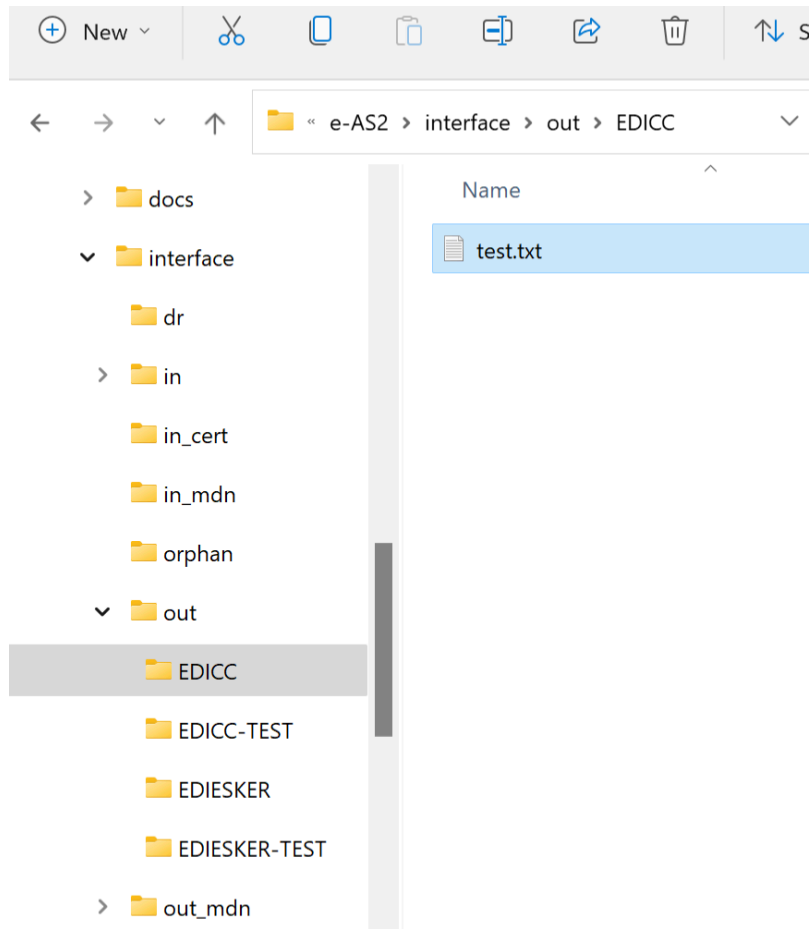 New
S
« e-AS2 > interface > out > EDICC
docs
Name
interface
test.txt
dr
in
in_cert
in_mdn
orphan
out
EDICC
EDICC-TEST
EDIESKER
EDIESKER-TEST
out_mdn